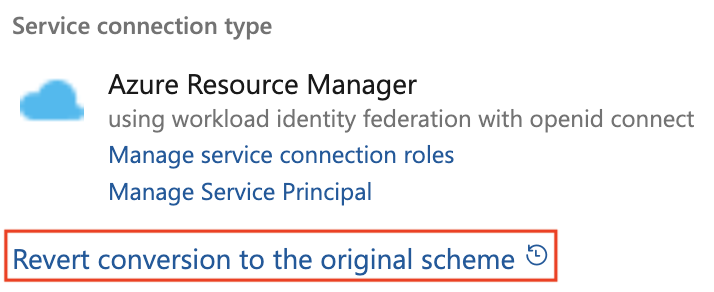 Service connection type
Azure Resource Manager
using workload identity federation with openid connect
Manage service connection roles
Manage Service Principal
Revert conversion to the original scheme